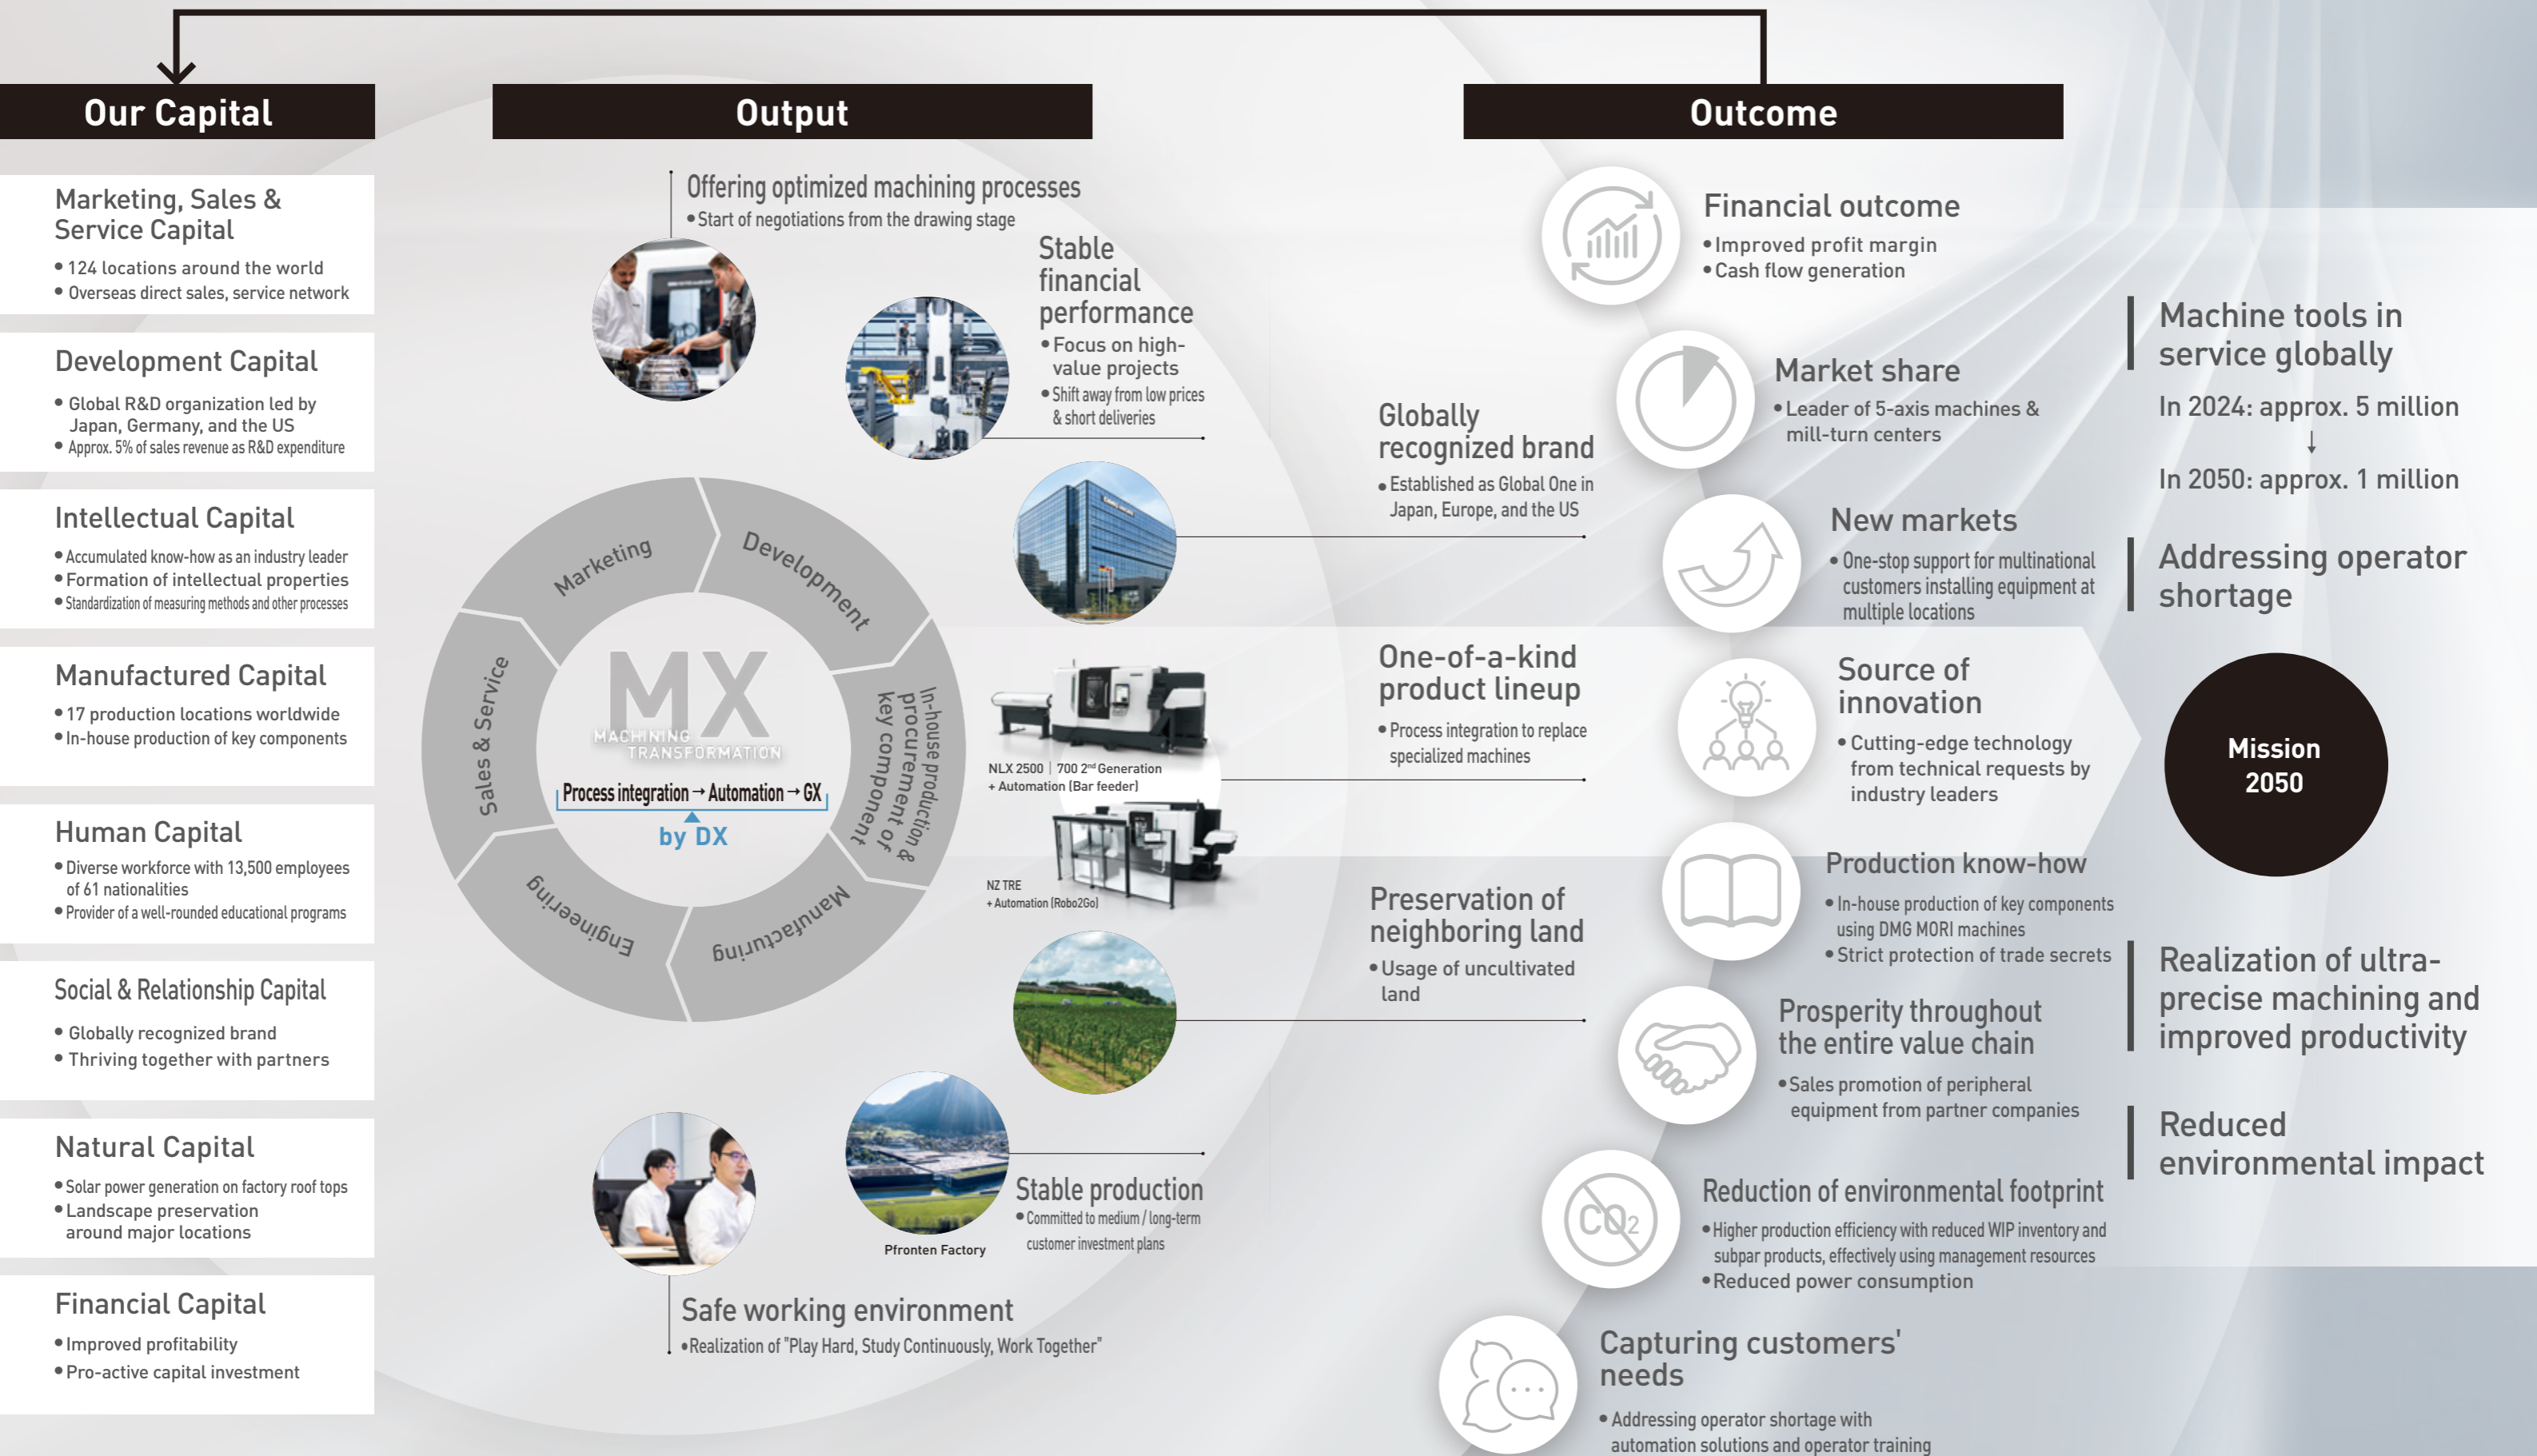 Our Capital
Marketing, Sales &
Service Capital
• 124 locations around the world
• Overseas direct sales, service network
Development Capital
• Global R&D organization led by
Japan, Germany, and the US
• Approx. 5% of sales revenue as R&D expenditure
Intellectual Capital
• Accumulated know-how as an industry leader
• Formation of intellectual properties
• Standardization of measuring methods and other processes
Manufactured Capital
• 17 production locations worldwide
• In-house production of key components
Human Capital
• Diverse workforce with 13,500 employees
of 61 nationalities
• Provider of a well-rounded educational programs
Social & Relationship Capital
• Globally recognized brand
• Thriving together with partners
Natural Capital
• Solar power generation on factory roof tops
• Landscape preservation
around major locations
Financial Capital
• Improved profitability
• Pro-active capital investment
Output
Offering optimized machining processes
• Start of negotiations from the drawing stage
Stable
financial
performance
• Focus on high-
value projects
• Shift away from low prices
& short deliveries
Globally
recognized brand
• Established as Global One in
Japan, Europe, and the US
Marketing
Development
In-house production &
procurement of
key component
Manufacturing
Engineering
Sales & Service
MX
MACHINING
TRANSFORMATION
Process integration → Automation → GX
by DX
One-of-a-kind
product lineup
• Process integration to replace
specialized machines
NLX 2500 | 700 2nd Generation
+ Automation (Bar feeder)
NZ TRE
+ Automation (Robo2Go)
Preservation of
neighboring land
• Usage of uncultivated
land
Pfronten Factory
Stable production
• Committed to medium / long-term
customer investment plans
Safe working environment
• Realization of "Play Hard, Study Continuously, Work Together"
Outcome
Financial outcome
• Improved profit margin
• Cash flow generation
Market share
• Leader of 5-axis machines &
mill-turn centers
New markets
• One-stop support for multinational
customers installing equipment at
multiple locations
Source of
innovation
• Cutting-edge technology
from technical requests by
industry leaders
Production know-how
• In-house production of key components
using DMG MORI machines
• Strict protection of trade secrets
Prosperity throughout
the entire value chain
• Sales promotion of peripheral
equipment from partner companies
CO2
Reduction of environmental footprint
• Higher production efficiency with reduced WIP inventory and
subpar products, effectively using management resources
• Reduced power consumption
Capturing customers'
needs
• Addressing operator shortage with
automation solutions and operator training
Machine tools in
service globally
In 2024: approx. 5 million
↓
In 2050: approx. 1 million
Addressing operator
shortage
Mission
2050
Realization of ultra-
precise machining and
improved productivity
Reduced
environmental impact